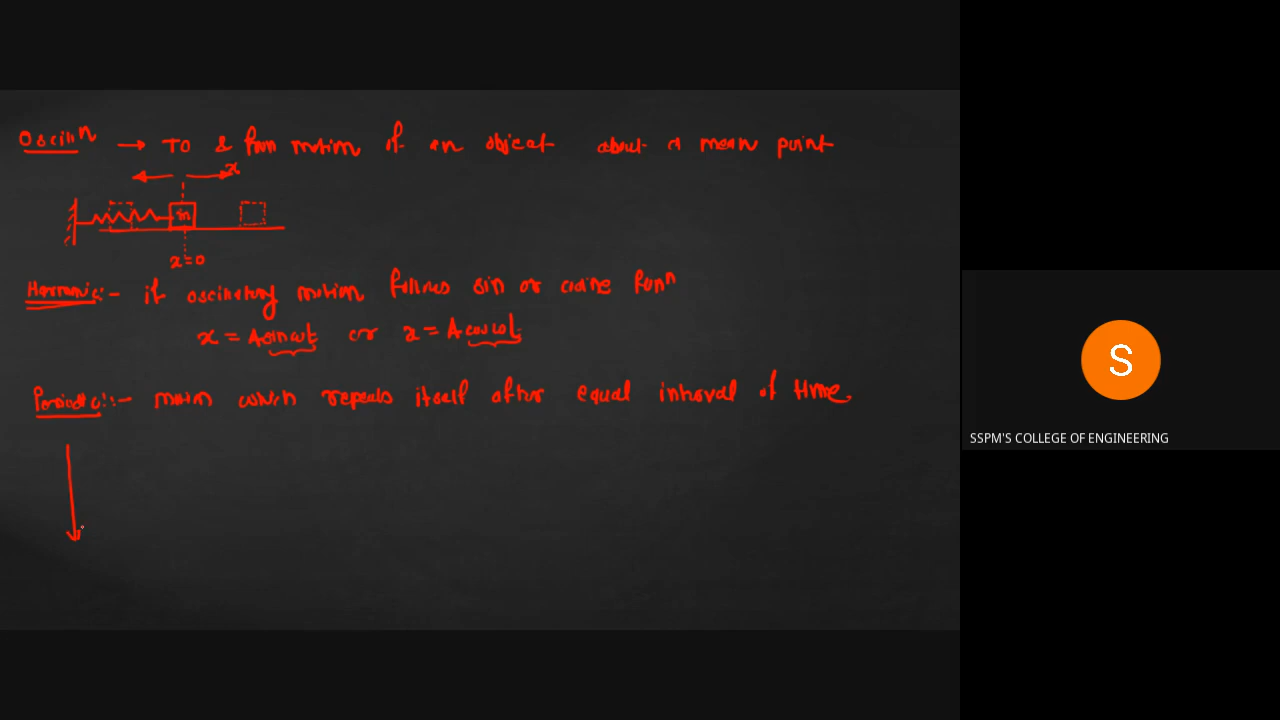 Oscilln → TO & from motion of an object about a mean point
x
m
x=0
Harmonic:- if oscillatory motion follows sin or cosine funn
x = A sin ωt or x = A cos ωt
Periodic:- motion which repeats itself after equal interval of time.
S
SSPM'S COLLEGE OF ENGINEERING